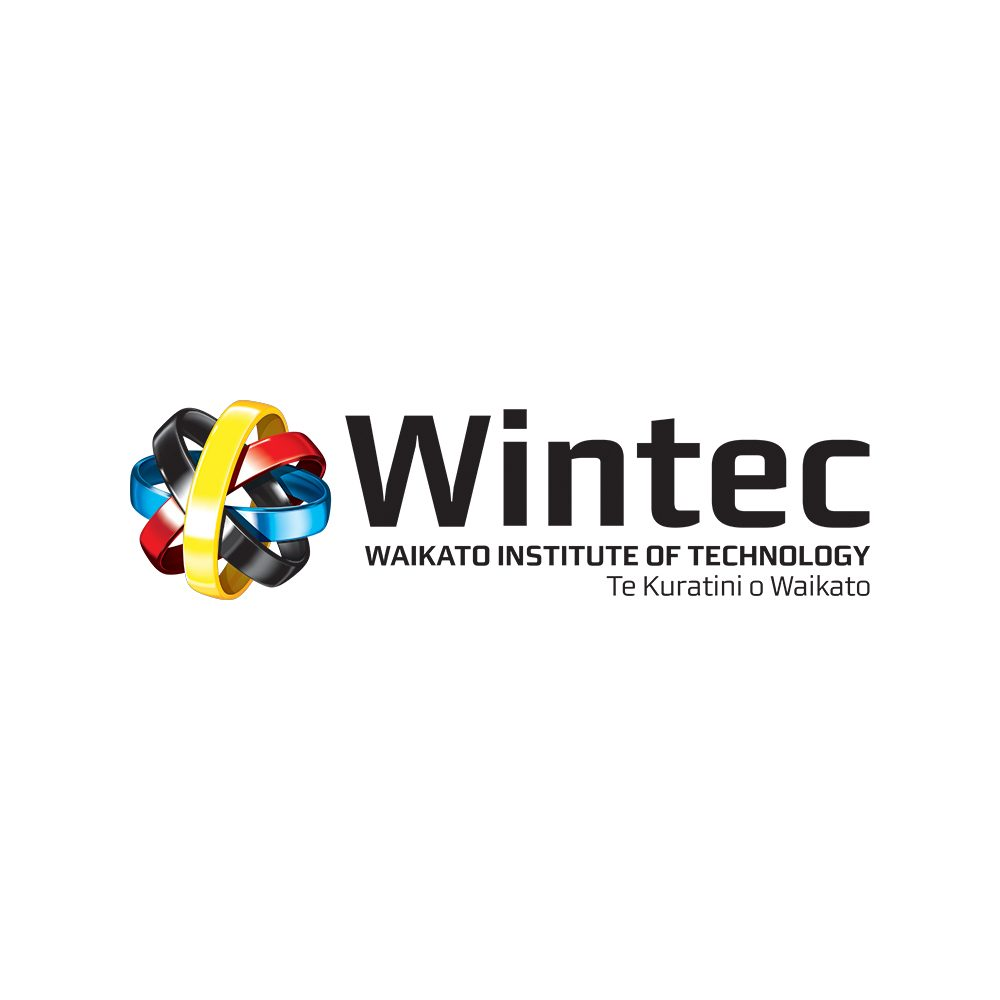 Wintec
WAIKATO INSTITUTE OF TECHNOLOGY
Te Kuratini o Waikato